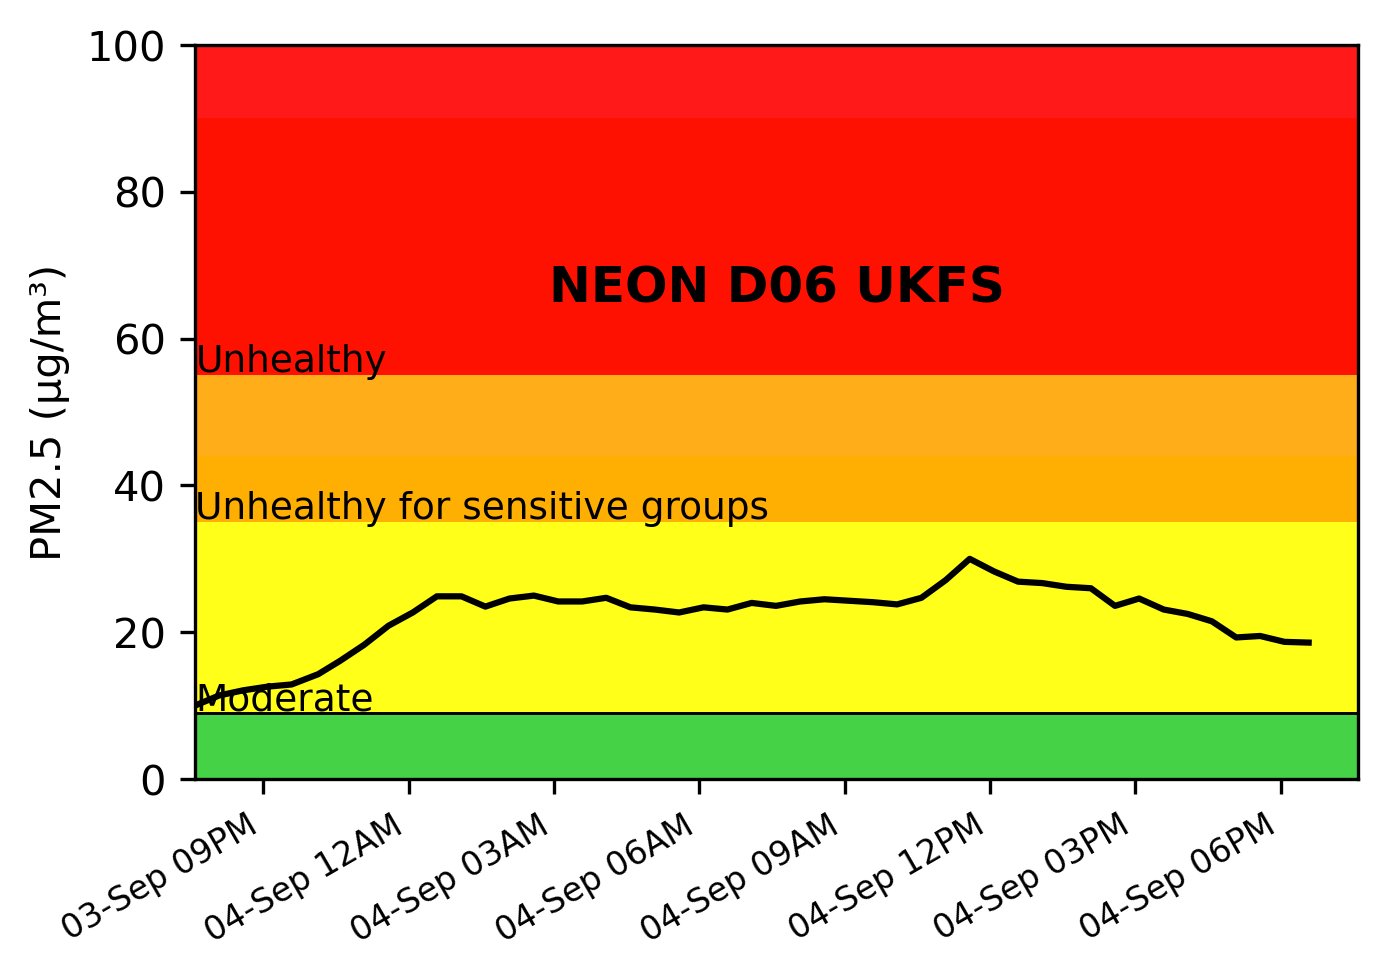 100
80
60
40
20
0
PM2.5 (µg/m³)
NEON D06 UKFS
Unhealthy
Unhealthy for sensitive groups
Moderate
03-Sep 09PM
04-Sep 12AM
04-Sep 03AM
04-Sep 06AM
04-Sep 09AM
04-Sep 12PM
04-Sep 03PM
04-Sep 06PM